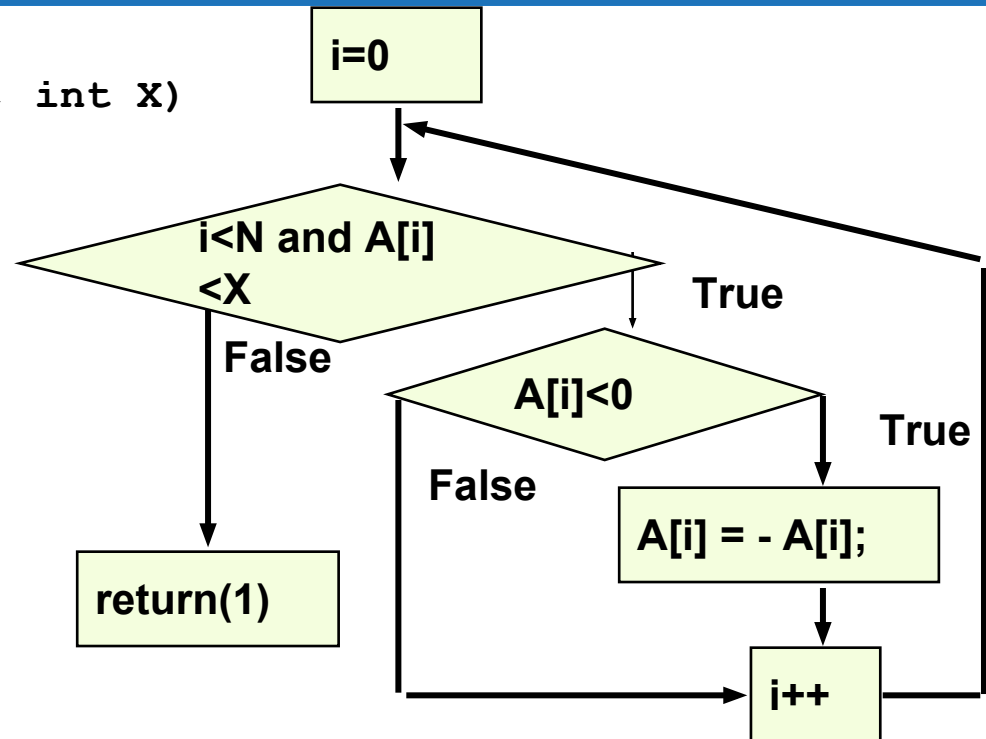 i=0
int X)
i<N and A[i]
<X
True
False
A[i]<0
True
False
A[i] = - A[i];
return(1)
i++